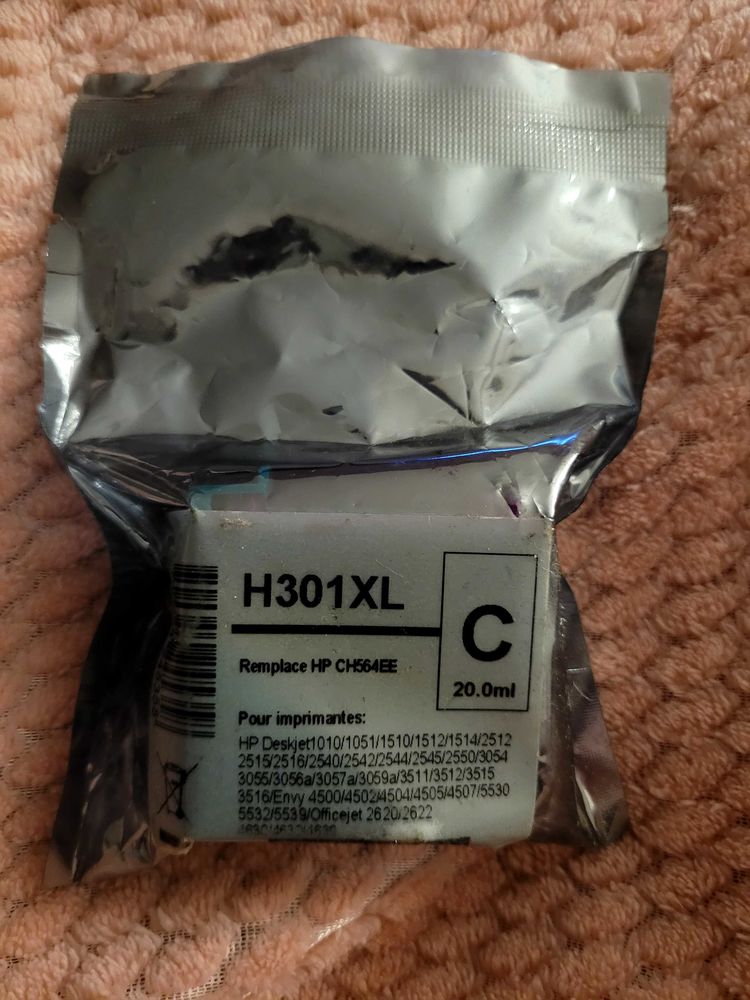 H301XL
C
20.0ml
Remplace HP CH564EE
Pour imprimantes:
HP Deskjet1010/1051/1510/1512/1514/2512
2515/2516/2540/2542/2544/2545/2550/3054
3055/3056a/3057a/3059a/3511/3512/3515
3516/Envy 4500/4502/4504/4505/4507/5530
5532/5539/Officejet 2620/2622